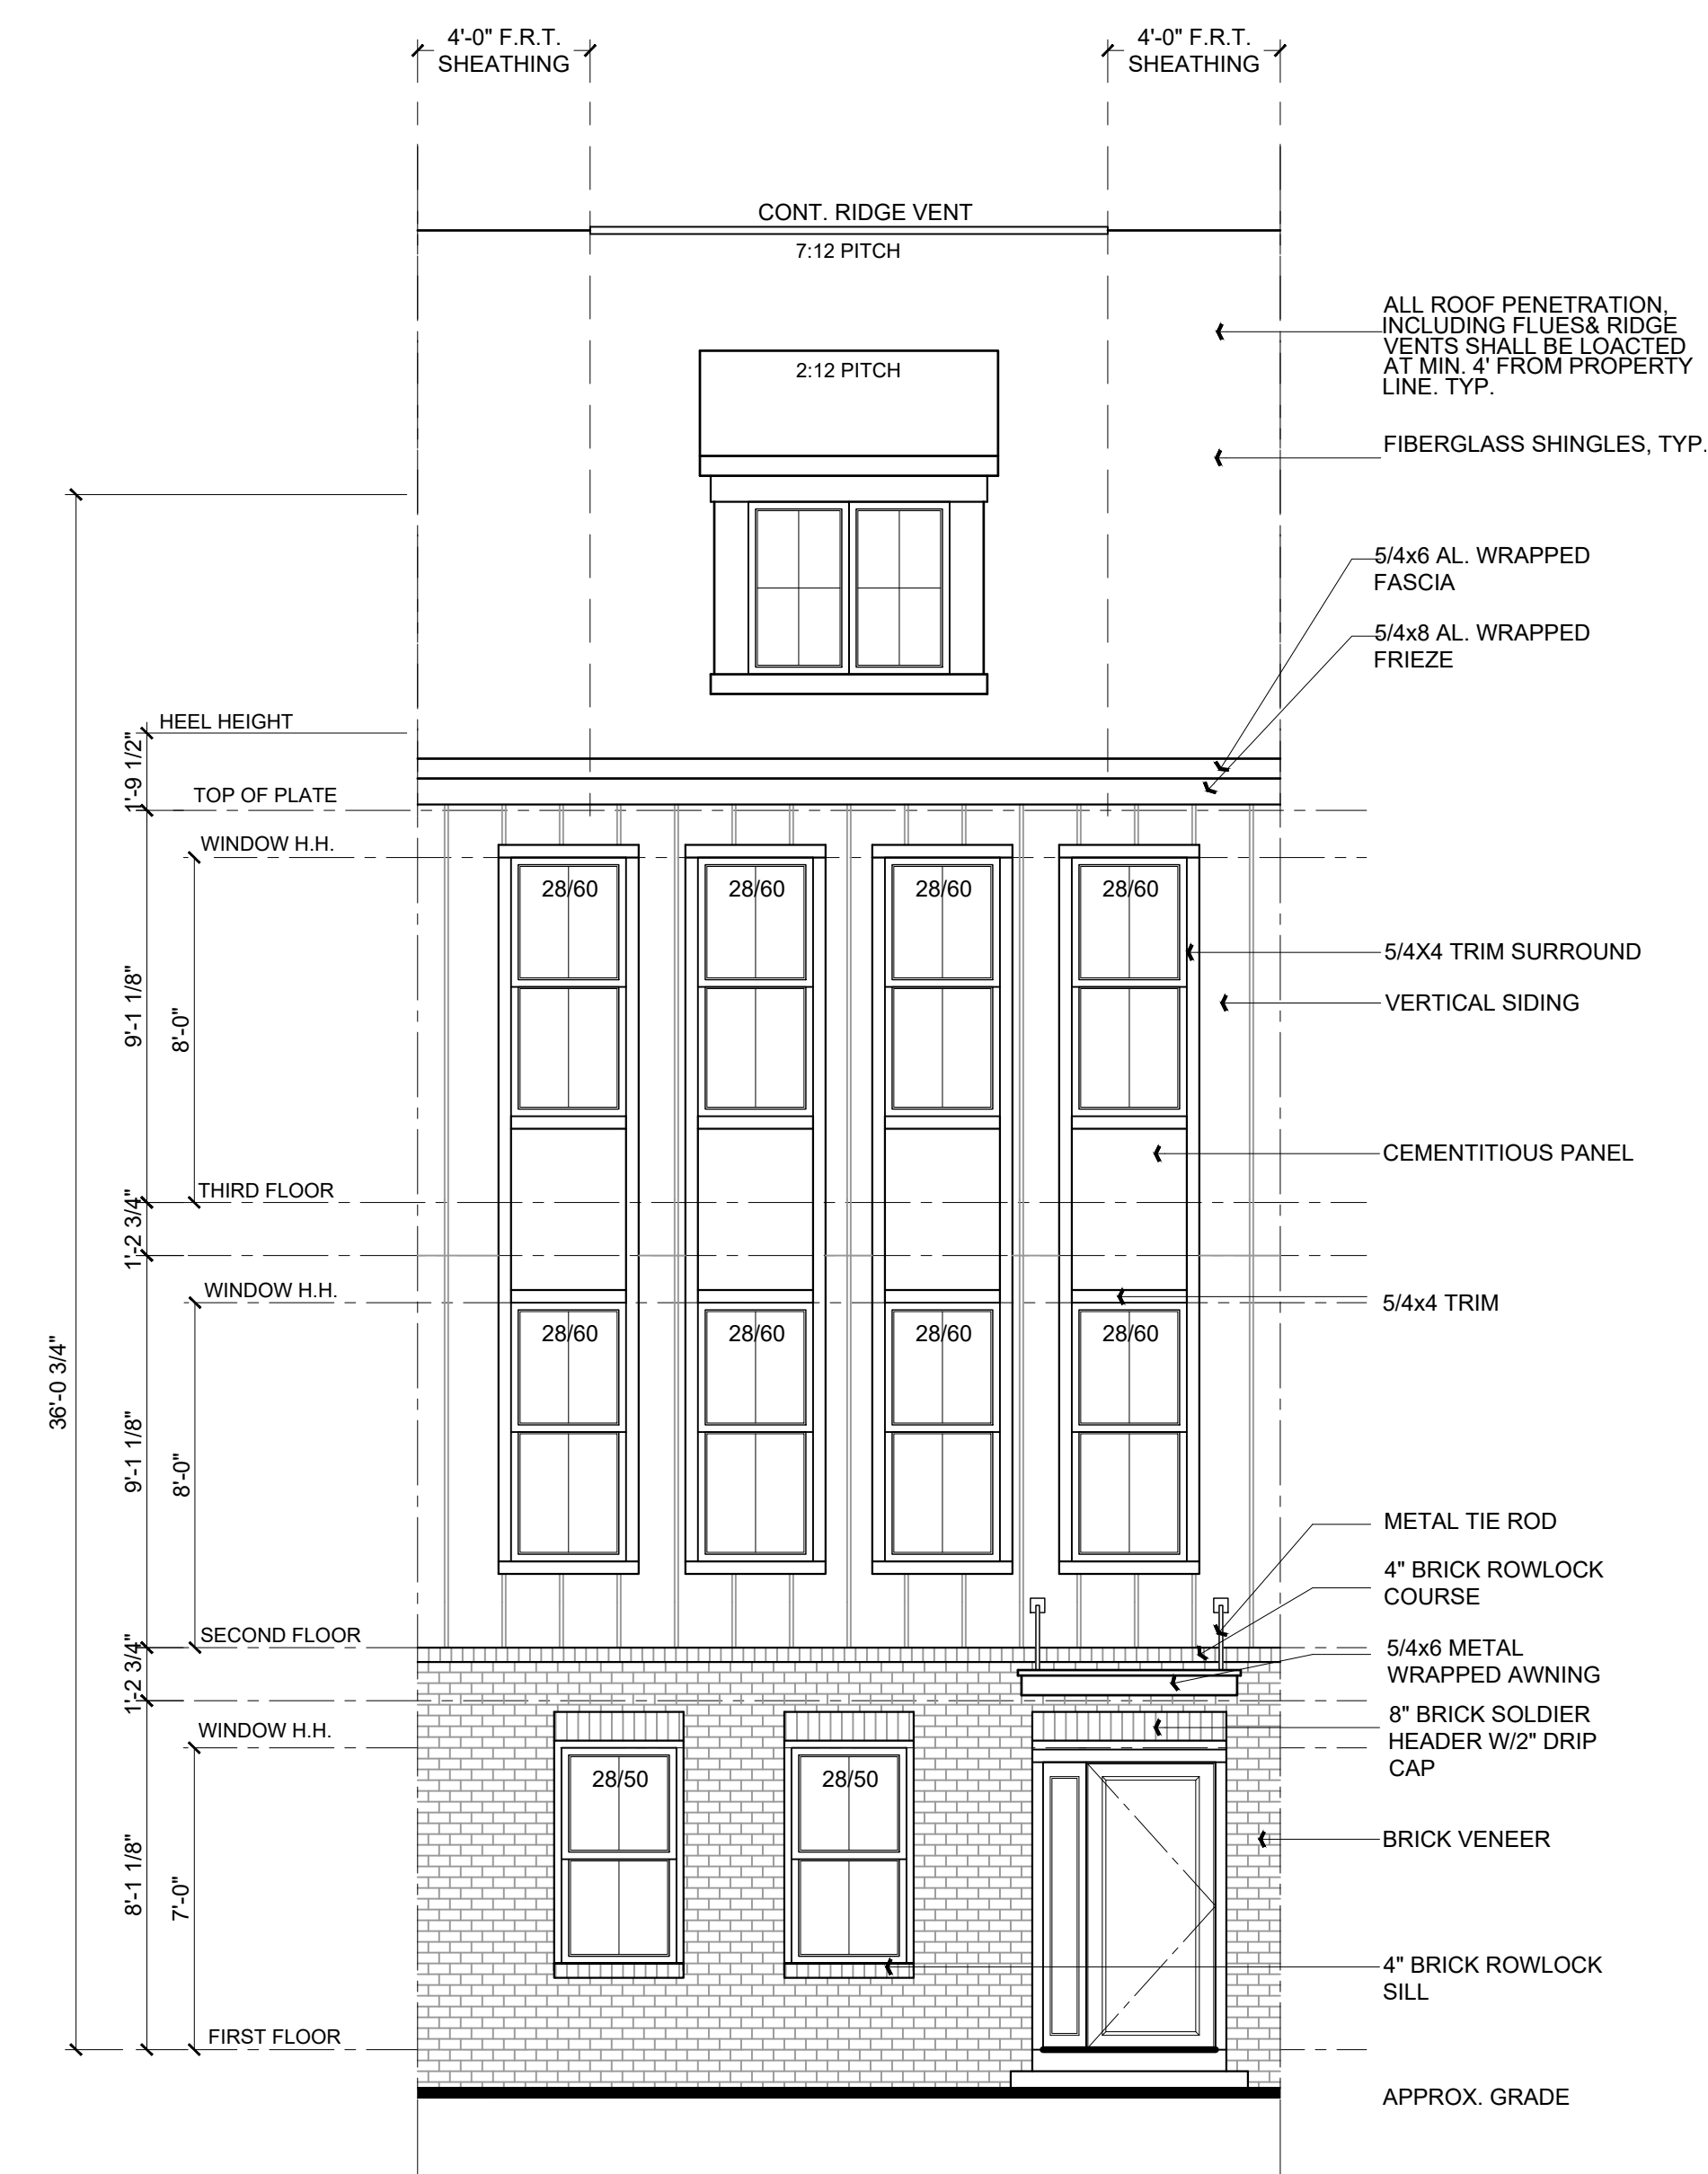 4'-0" F.R.T.
SHEATHING
4'-0" F.R.T.
SHEATHING
CONT. RIDGE VENT
7:12 PITCH
2:12 PITCH
ALL ROOF PENETRATION,
INCLUDING FLUES& RIDGE
VENTS SHALL BE LOACTED
AT MIN. 4' FROM PROPERTY
LINE. TYP.
FIBERGLASS SHINGLES, TYP.
5/4x6 AL. WRAPPED
FASCIA
5/4x8 AL. WRAPPED
FRIEZE
HEEL HEIGHT
1'-9 1/2"
TOP OF PLATE
WINDOW H.H.
28/60
28/60
28/60
28/60
5/4X4 TRIM SURROUND
VERTICAL SIDING
9'-1 1/8"
8'-0"
CEMENTITIOUS PANEL
THIRD FLOOR
1'-2 3/4"
WINDOW H.H.
5/4x4 TRIM
28/60
28/60
28/60
28/60
36'-0 3/4"
9'-1 1/8"
8'-0"
METAL TIE ROD
4" BRICK ROWLOCK
COURSE
SECOND FLOOR
5/4x6 METAL
WRAPPED AWNING
1'-2 3/4"
8" BRICK SOLDIER
HEADER W/2" DRIP
CAP
WINDOW H.H.
28/50
28/50
BRICK VENEER
8'-1 1/8"
7'-0"
4" BRICK ROWLOCK
SILL
FIRST FLOOR
APPROX. GRADE